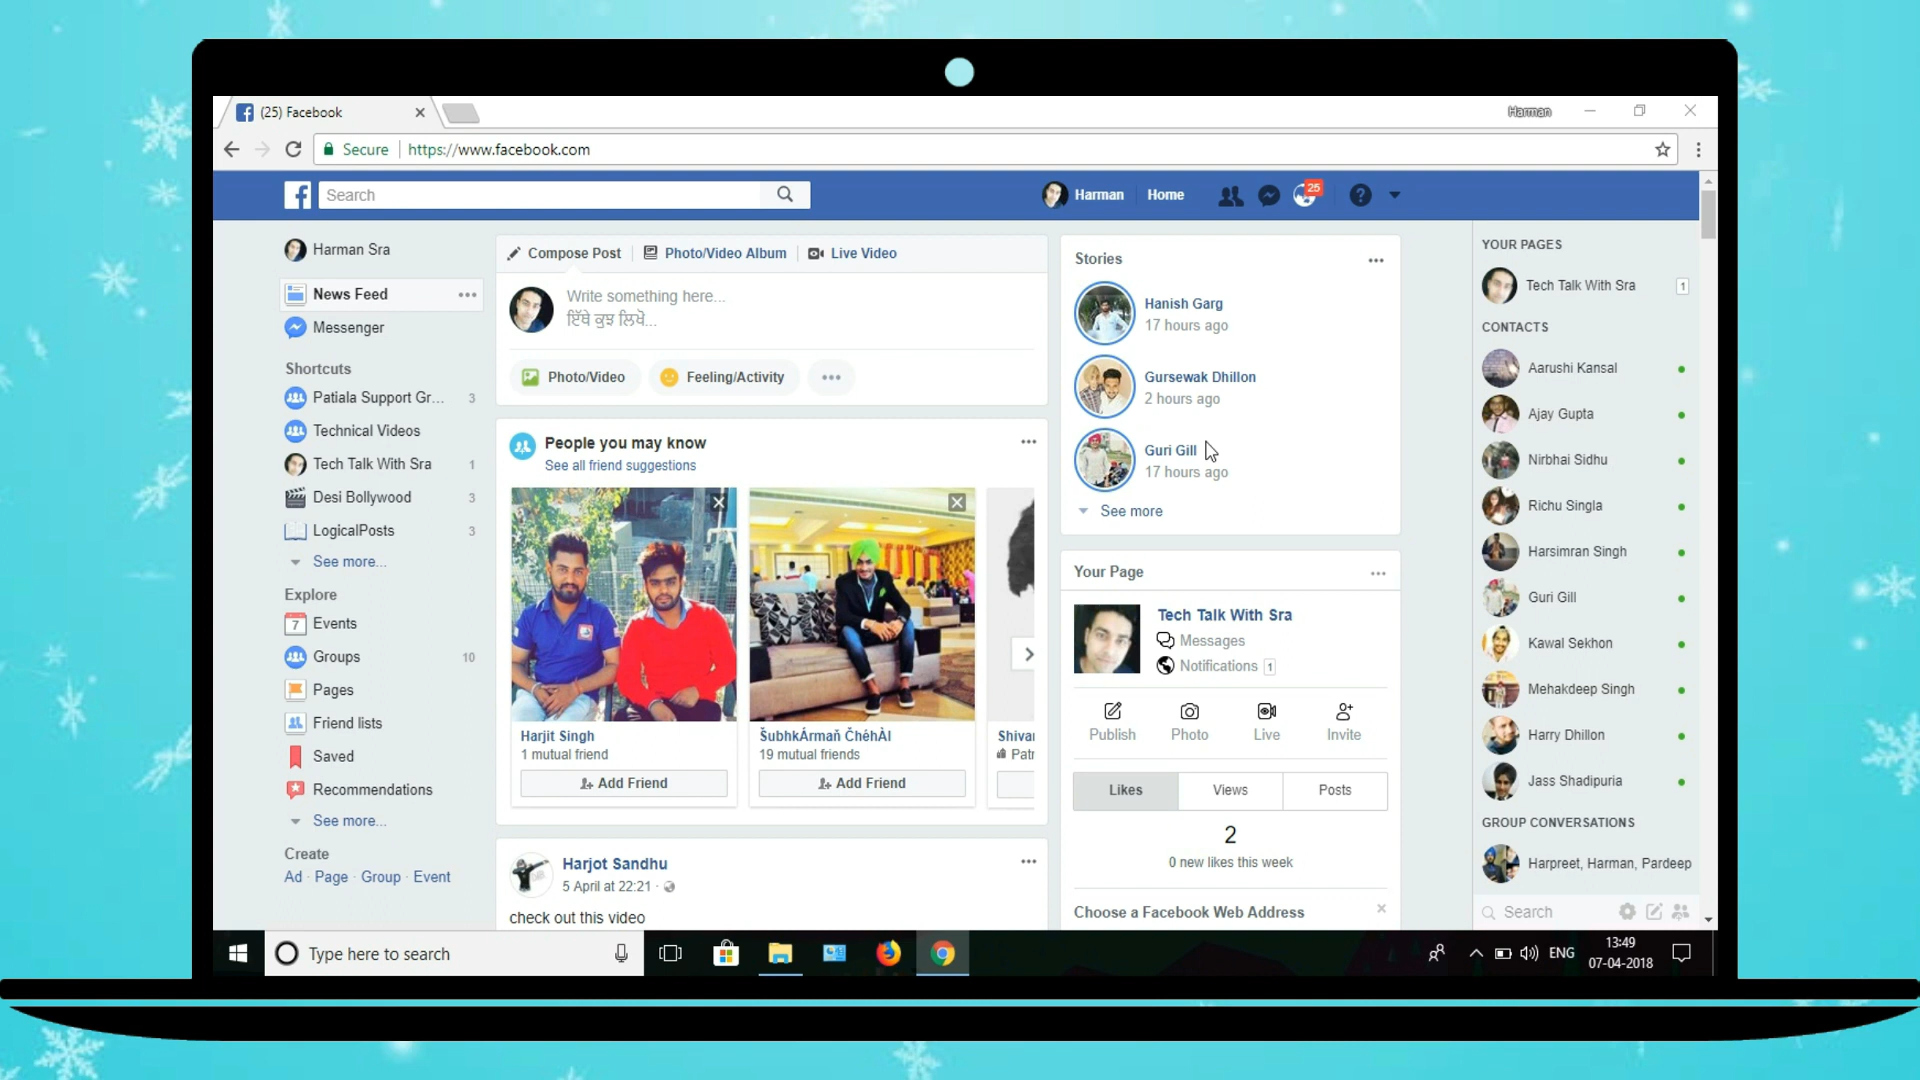 (25) Facebook
Harman
Secure
https://www.facebook.com
Search
Harman
Home
25
Harman Sra
News Feed
Messenger
Shortcuts
Patiala Support Gr... 3
Technical Videos
Tech Talk With Sra 1
Desi Bollywood 3
LogicalPosts 3
See more...
Explore
7 Events
Groups 10
Pages
Friend lists
Saved
Recommendations
See more...
Create
Ad · Page · Group · Event
Compose Post
Photo/Video Album
Live Video
Write something here...
ਇੱਥੇ ਕੁਝ ਲਿਖੋ...
Photo/Video
Feeling/Activity
People you may know
See all friend suggestions
Harjit Singh
1 mutual friend
Add Friend
ŠubhkÁrmaň ČhéhÀl
19 mutual friends
Add Friend
Shivar
Patr
Harjot Sandhu
5 April at 22:21 ·
check out this video
Stories
Hanish Garg
17 hours ago
Gursewak Dhillon
2 hours ago
Guri Gill
17 hours ago
See more
Your Page
Tech Talk With Sra
Messages
Notifications 1
Publish
Photo
Live
Invite
Likes
Views
Posts
2
0 new likes this week
Choose a Facebook Web Address
YOUR PAGES
Tech Talk With Sra 1
CONTACTS
Aarushi Kansal
Ajay Gupta
Nirbhai Sidhu
Richu Singla
Harsimran Singh
Guri Gill
Kawal Sekhon
Mehakdeep Singh
Harry Dhillon
Jass Shadipuria
GROUP CONVERSATIONS
Harpreet, Harman, Pardeep
Search
Type here to search
ENG
13:49
07-04-2018